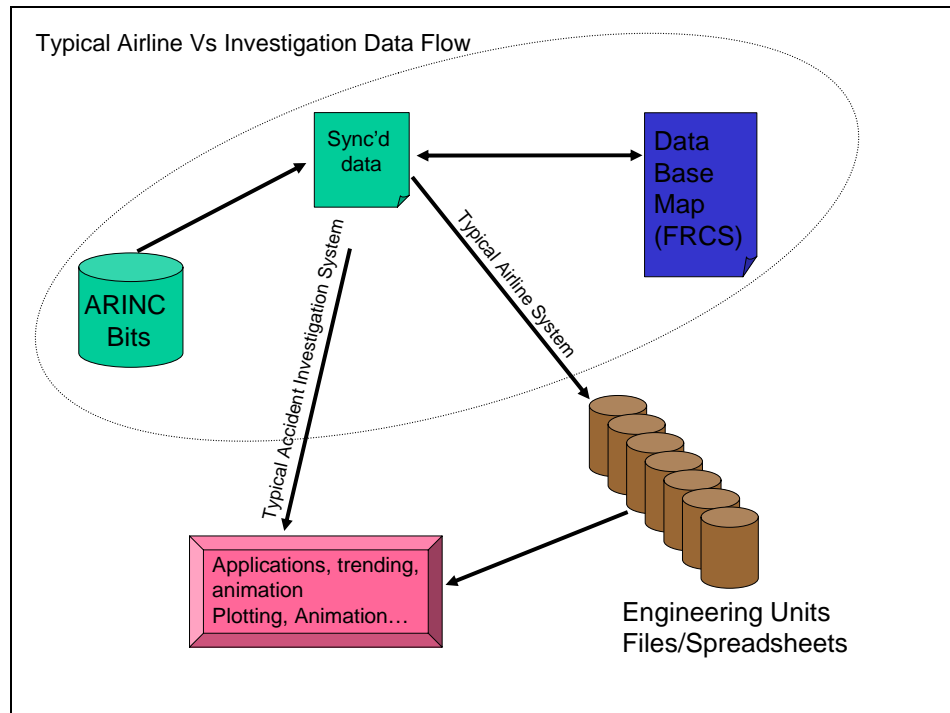 Typical Airline Vs Investigation Data Flow
Sync'd
data
Data
Base
Map
(FRCS)
ARINC
Bits
Typical Accident Investigation System
Typical Airline System
Applications, trending,
animation
Plotting, Animation…
Engineering Units
Files/Spreadsheets